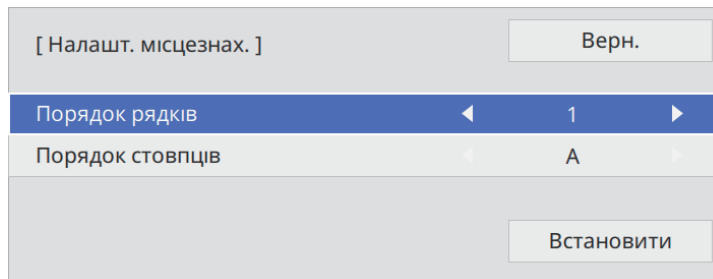 [ Налашт. місцезнах. ]
Верн.
Порядок рядків
1
Порядок стовпців
A
Встановити